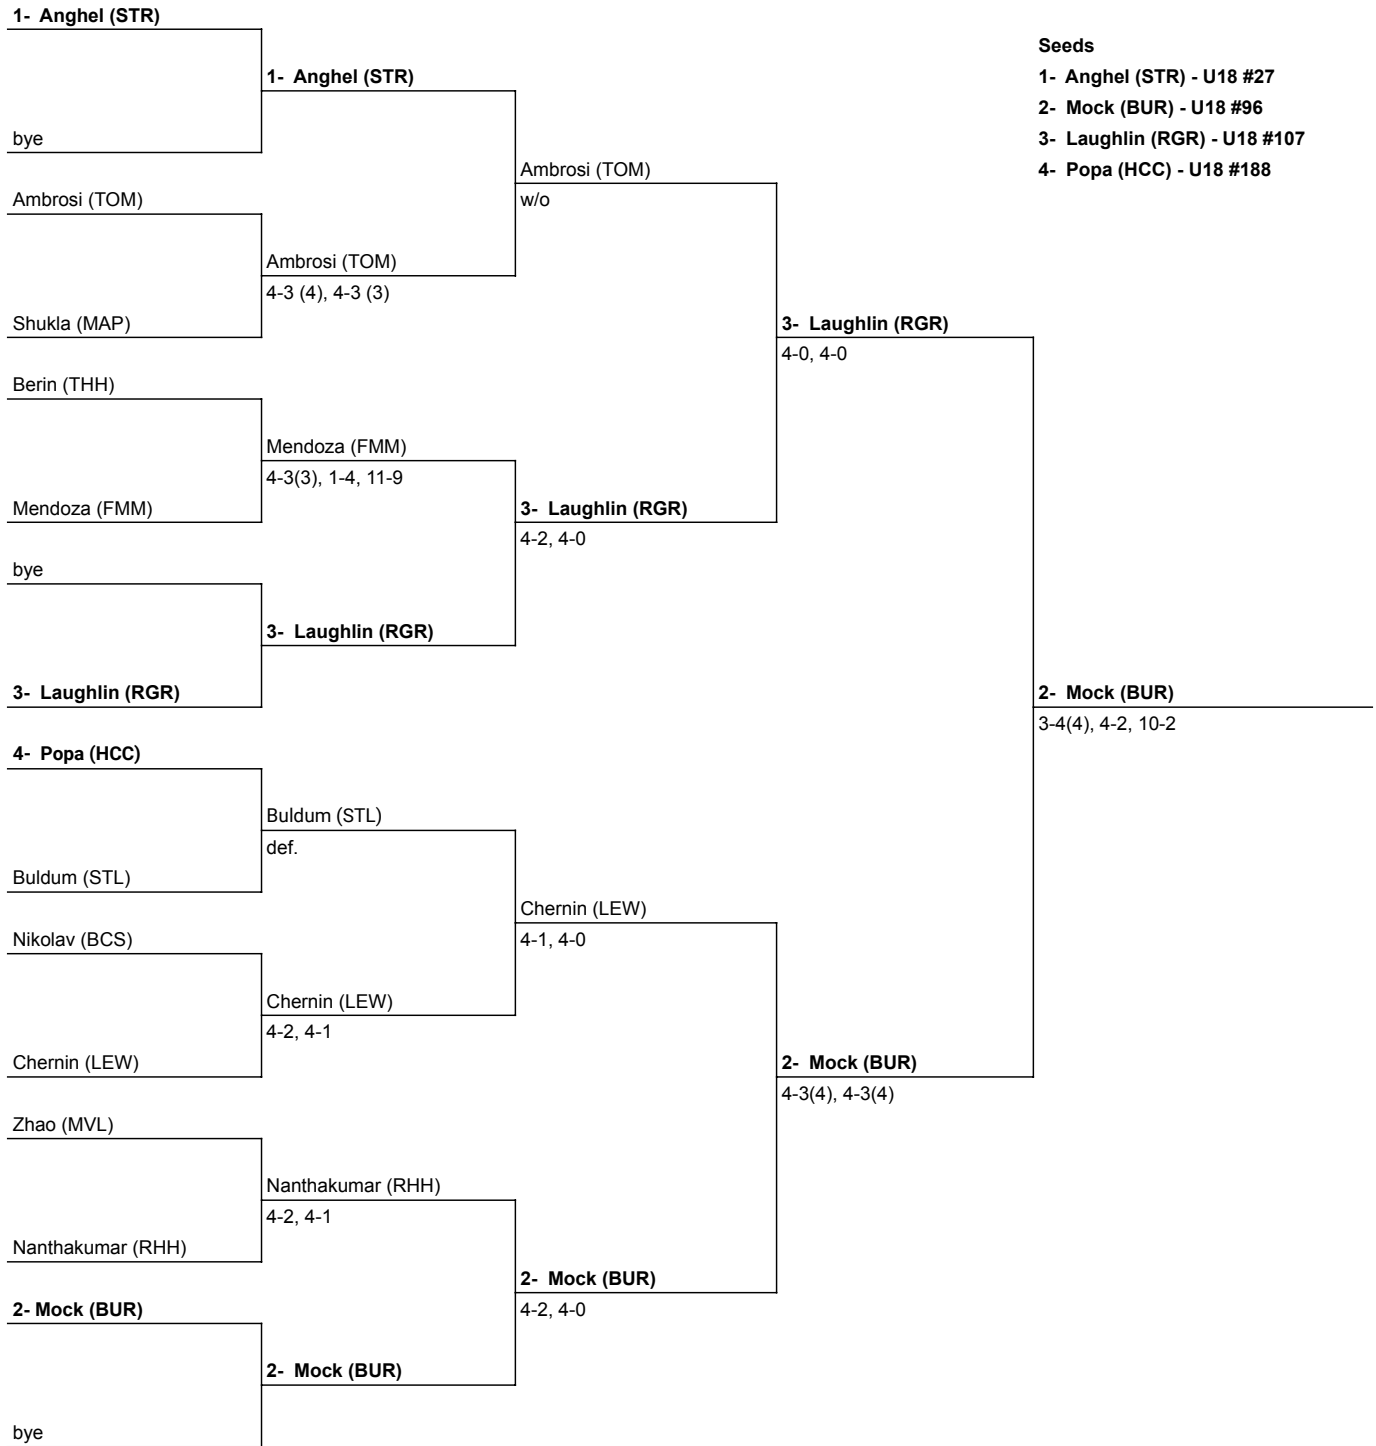 1-  Anghel (STR)
Seeds
1-  Anghel (STR)
1-  Anghel (STR) - U18 #27
2-  Mock (BUR) - U18 #96
bye
3-  Laughlin (RGR) - U18 #107
Ambrosi (TOM)
4-  Popa (HCC) - U18 #188
Ambrosi (TOM)
w/o
Ambrosi (TOM)
4-3 (4), 4-3 (3)
Shukla (MAP)
3-  Laughlin (RGR)
4-0, 4-0
Berin (THH)
Mendoza (FMM)
4-3(3), 1-4, 11-9
Mendoza (FMM)
3-  Laughlin (RGR)
4-2, 4-0
bye
3-  Laughlin (RGR)
3-  Laughlin (RGR)
2-  Mock (BUR)
3-4(4), 4-2, 10-2
4-  Popa (HCC)
Buldum (STL)
def.
Buldum (STL)
Chernin (LEW)
Nikolav (BCS)
4-1, 4-0
Chernin (LEW)
4-2, 4-1
Chernin (LEW)
2-  Mock (BUR)
4-3(4), 4-3(4)
Zhao (MVL)
Nanthakumar (RHH)
4-2, 4-1
Nanthakumar (RHH)
2-  Mock (BUR)
2- Mock (BUR)
4-2, 4-0
2-  Mock (BUR)
bye